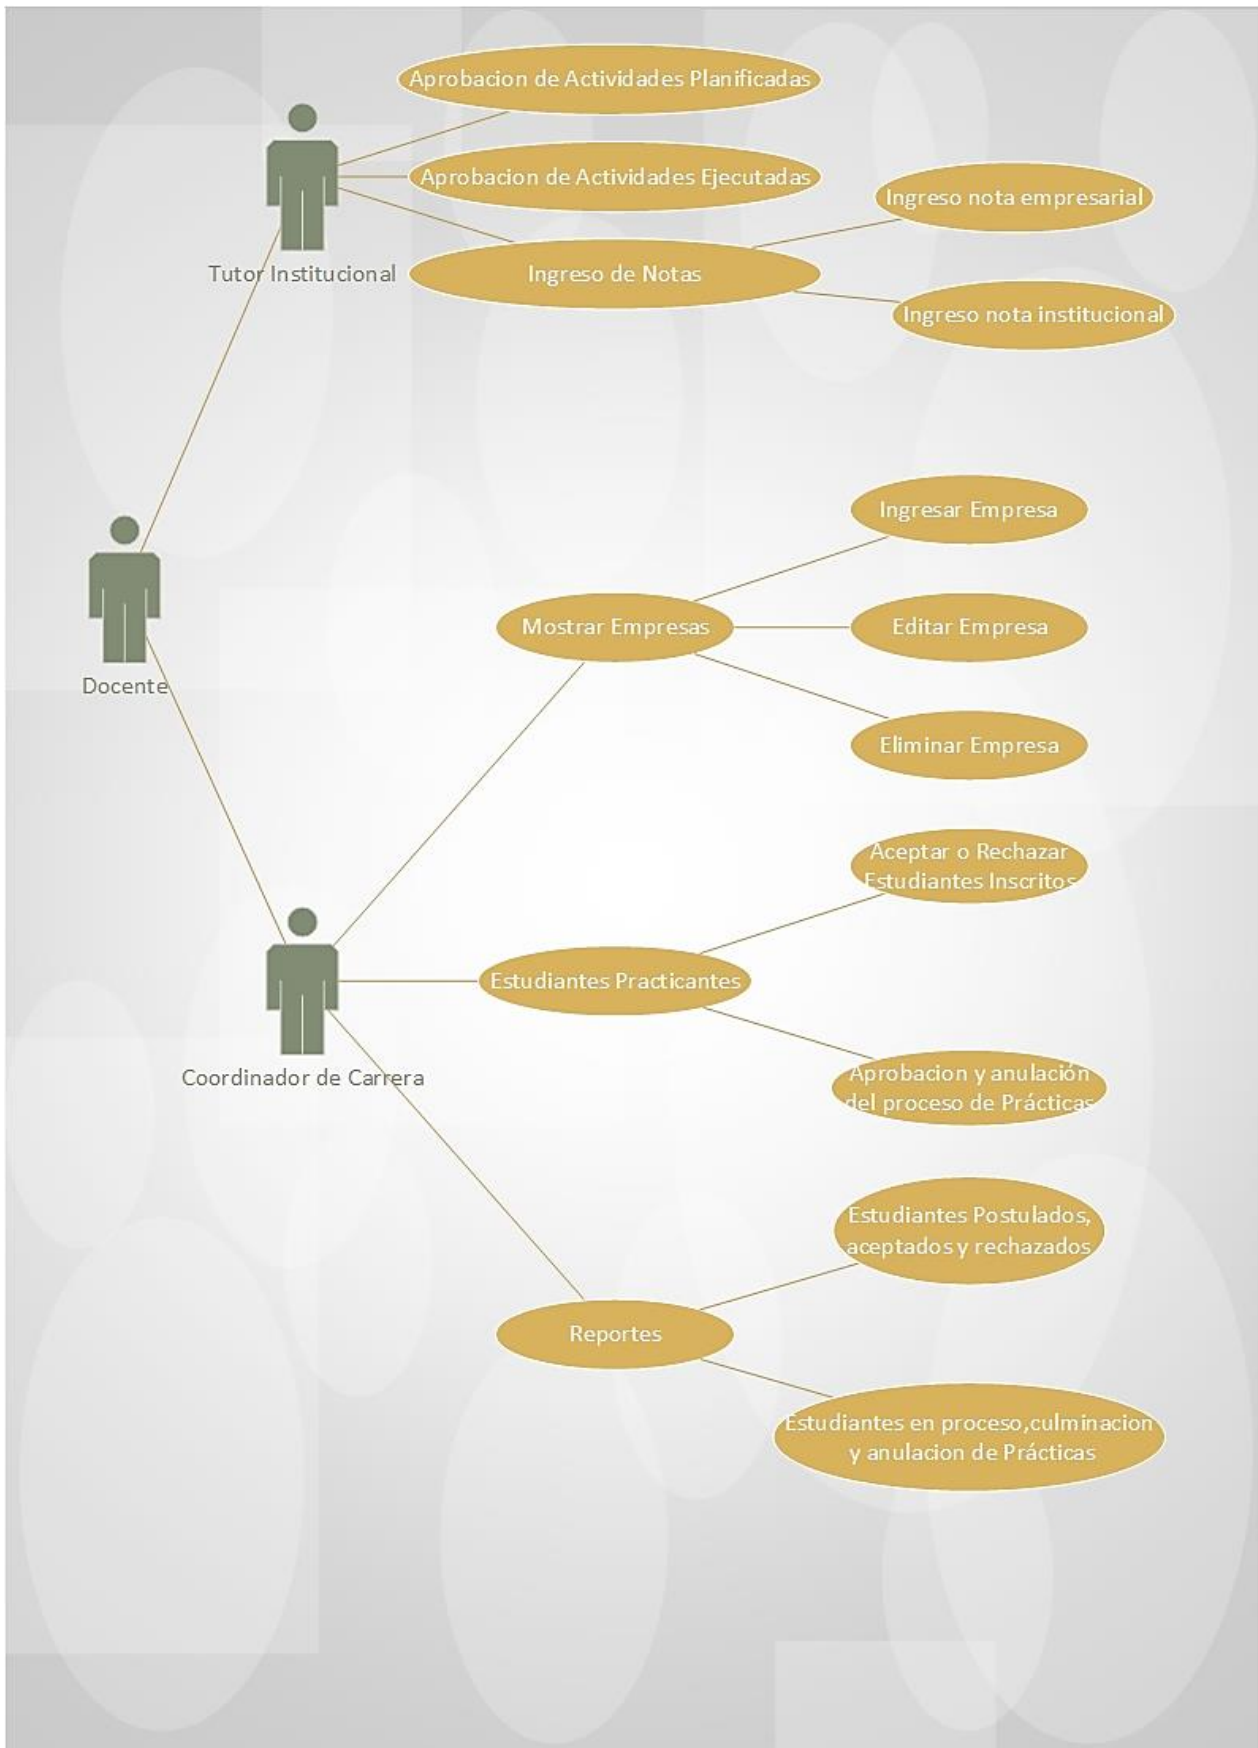 Aprobacion de Actividades Planificadas
Aprobacion de Actividades Ejecutadas
Ingreso nota empresarial
Tutor Institucional
Ingreso de Notas
Ingreso nota institucional
Ingresar Empresa
Mostrar Empresas
Editar Empresa
Docente
Eliminar Empresa
Aceptar o Rechazar
Estudiantes Inscritos
Estudiantes Practicantes
Coordinador de Carrera
Aprobacion y anulación
del proceso de Prácticas
Estudiantes Postulados,
aceptados y rechazados
Reportes
Estudiantes en proceso,culminacion
y anulacion de Prácticas